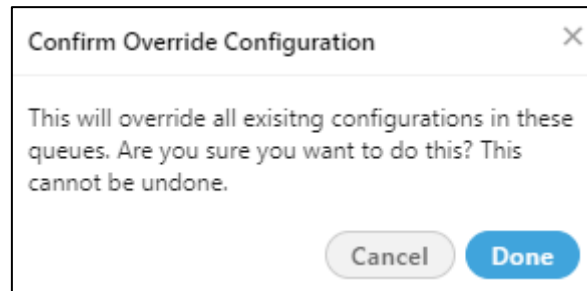 Confirm Override Configuration
This will override all exisitng configurations in these
queues. Are you sure you want to do this? This
cannot be undone.
Cancel
Done